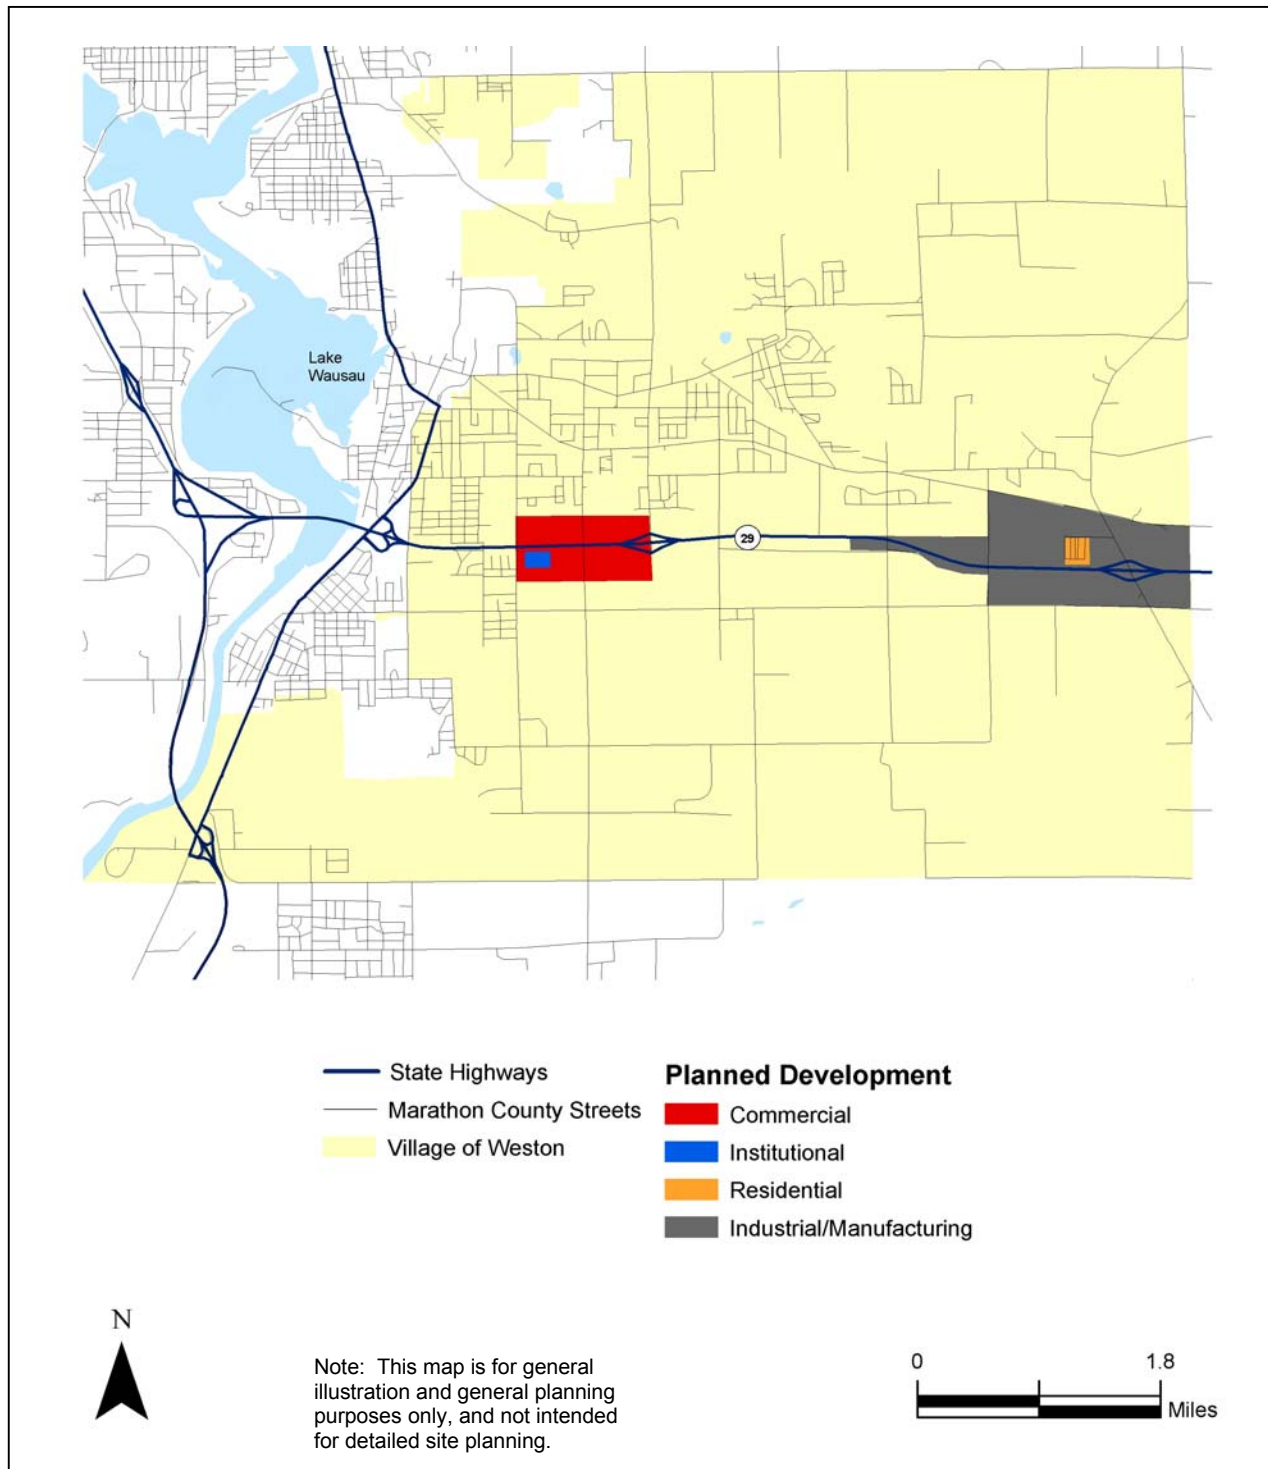 Lake
Wausau
29
State Highways
Marathon County Streets
Village of Weston
Planned Development
Commercial
Institutional
Residential
Industrial/Manufacturing
N
Note:  This map is for general
illustration and general planning
purposes only, and not intended
for detailed site planning.
0 1.8
Miles